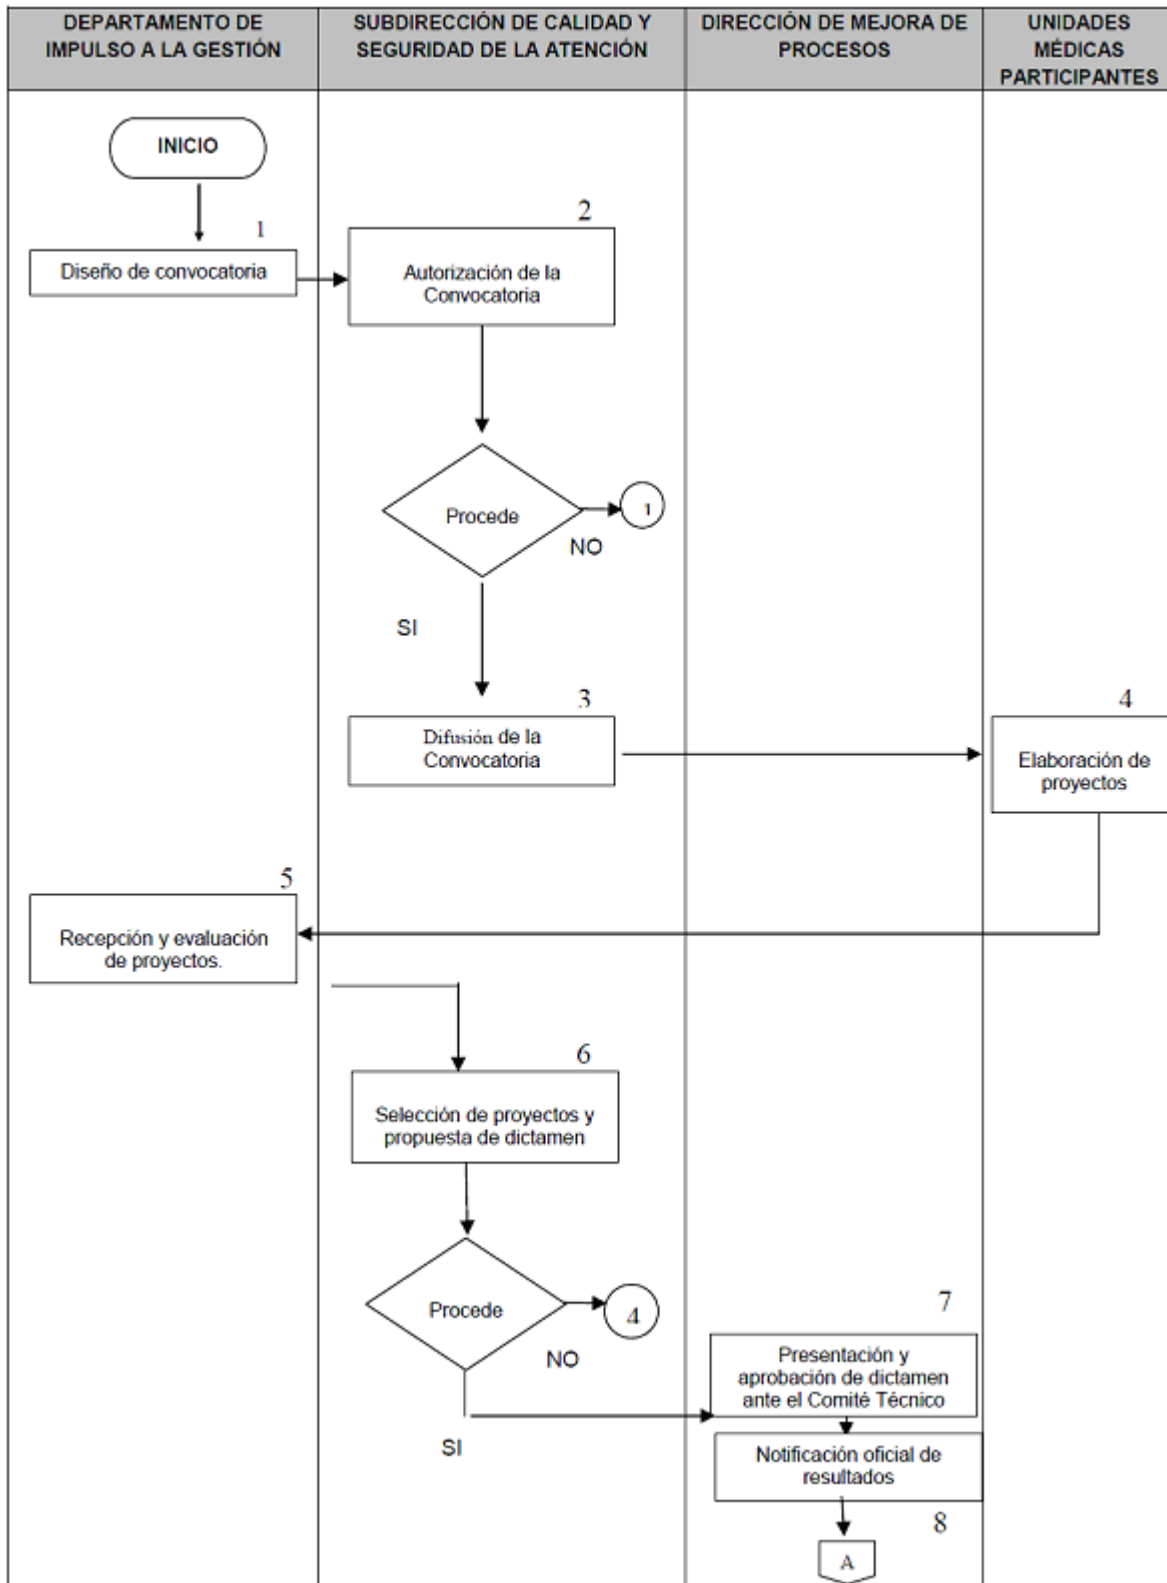 DEPARTAMENTO DE
IMPULSO A LA GESTIÓN
SUBDIRECCIÓN DE CALIDAD Y
SEGURIDAD DE LA ATENCIÓN
DIRECCIÓN DE MEJORA DE
PROCESOS
UNIDADES
MÉDICAS
PARTICIPANTES
INICIO
1
Diseño de convocatoria
2
Autorización de la
Convocatoria
Procede
1
NO
SI
3
Difusión de la
Convocatoria
4
Elaboración de
proyectos
5
Recepción y evaluación
de proyectos.
6
Selección de proyectos y
propuesta de dictamen
Procede
4
NO
SI
7
Presentación y
aprobación de dictamen
ante el Comité Técnico
Notificación oficial de
resultados
8
A